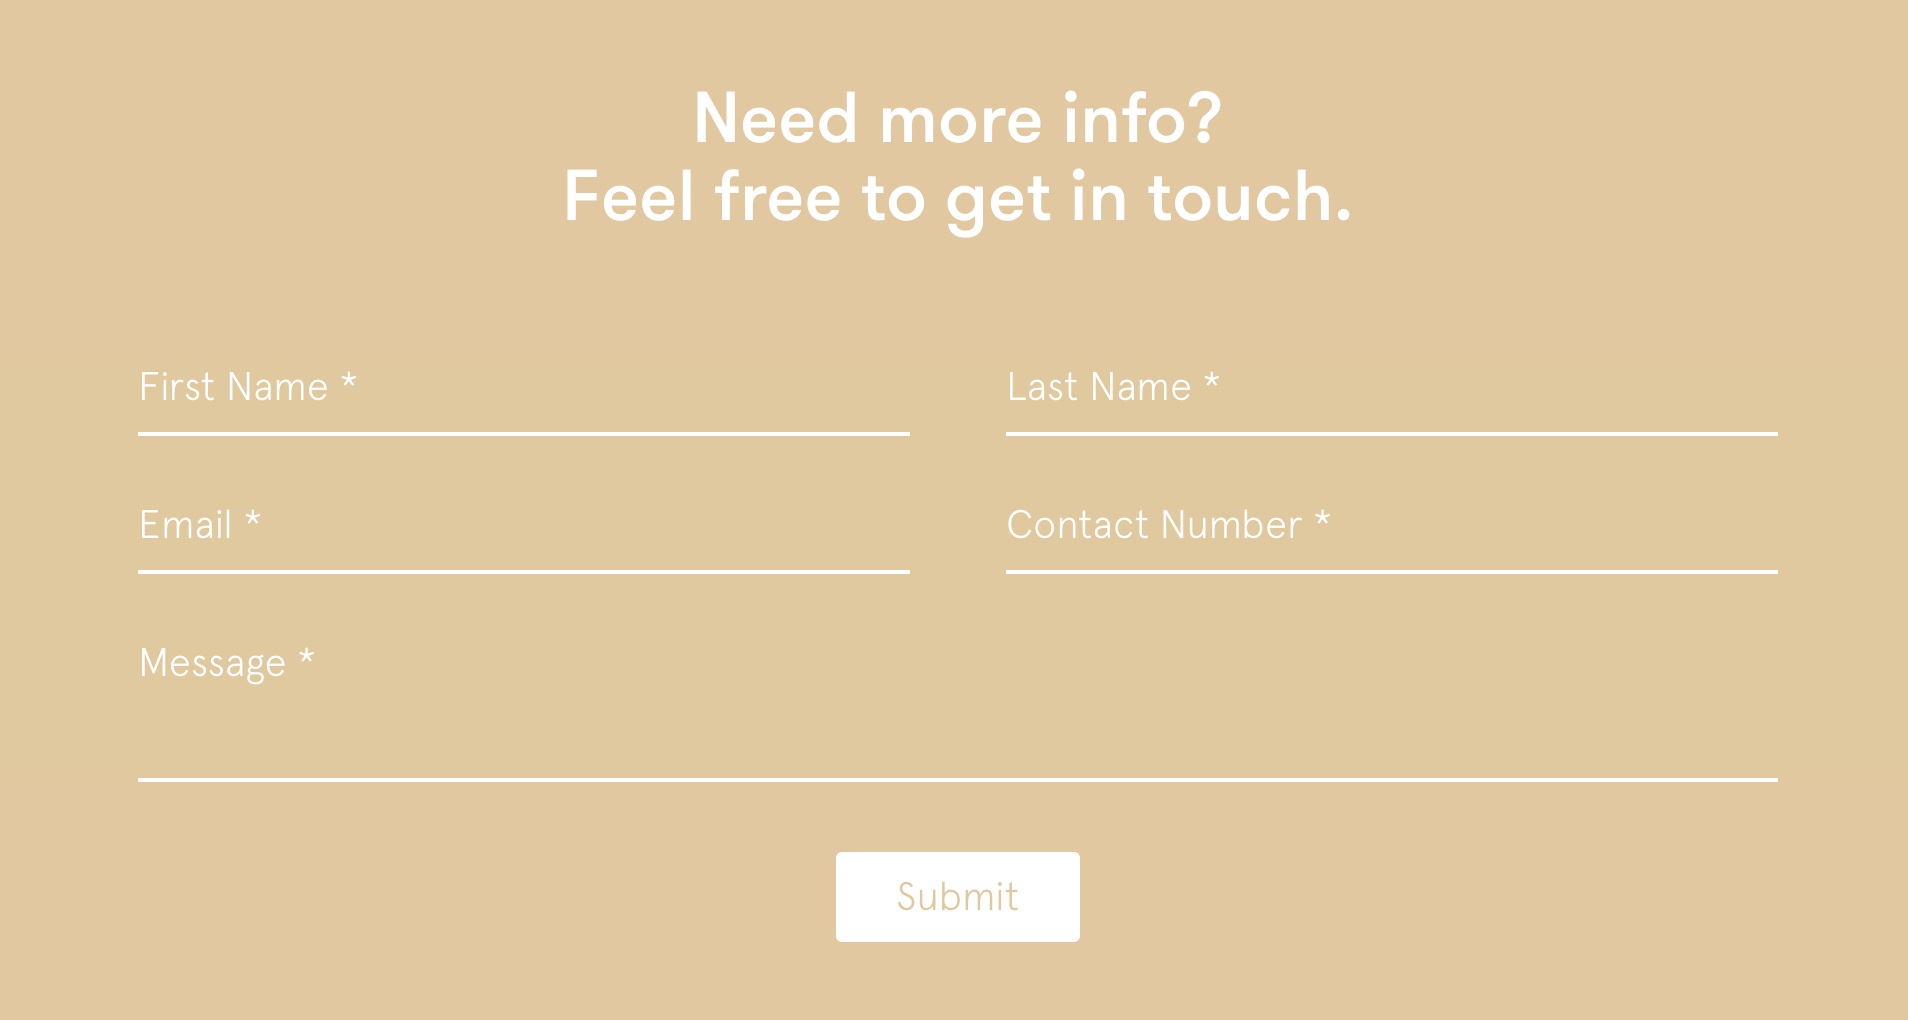 Need more info?
Feel free to get in touch.
First Name *
Last Name *
Email *
Contact Number *
Message *
Submit